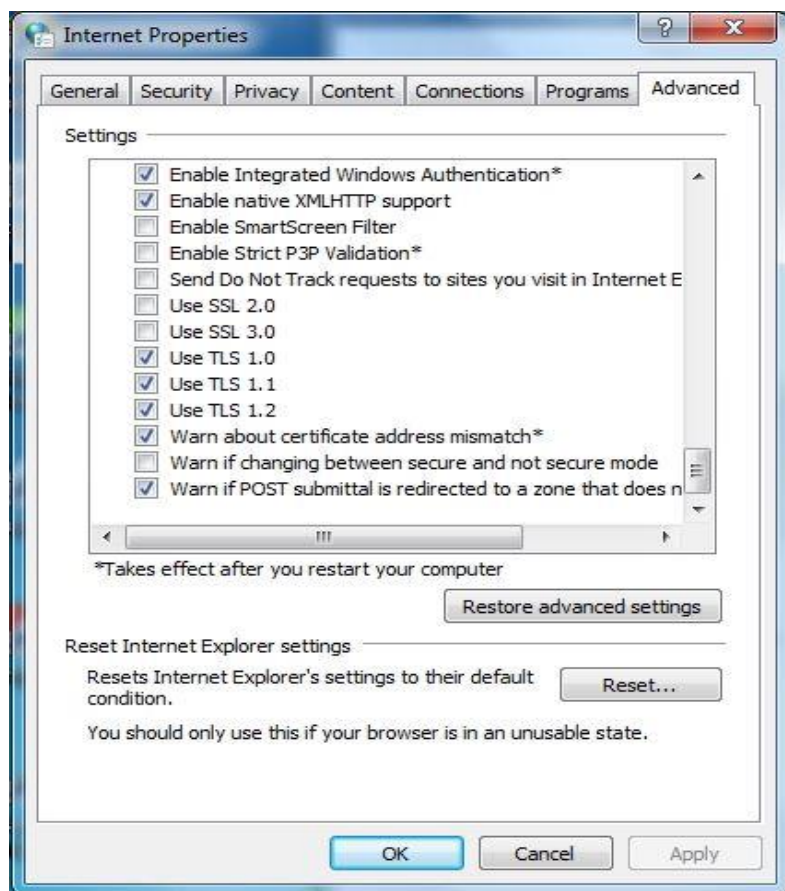 Internet Properties
General Security Privacy Content Connections Programs Advanced
Settings
Enable Integrated Windows Authentication*
Enable native XMLHTTP support
Enable SmartScreen Filter
Enable Strict P3P Validation*
Send Do Not Track requests to sites you visit in Internet E
Use SSL 2.0
Use SSL 3.0
Use TLS 1.0
Use TLS 1.1
Use TLS 1.2
Warn about certificate address mismatch*
Warn if changing between secure and not secure mode
Warn if POST submittal is redirected to a zone that does n
*Takes effect after you restart your computer
Restore advanced settings
Reset Internet Explorer settings
Resets Internet Explorer's settings to their default
condition.
Reset...
You should only use this if your browser is in an unusable state.
OK Cancel Apply